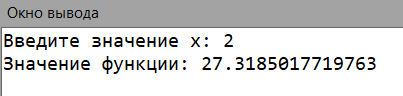 Окно вывода
Введите значение x: 2
Значение функции: 27.3185017719763